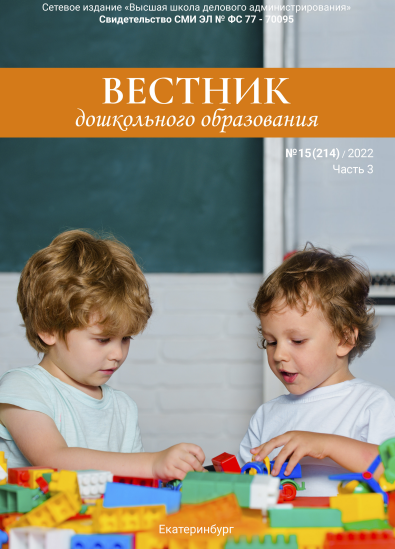 Сетевое издание «Высшая школа делового администрирования»
Свидетельство СМИ ЭЛ № ФС 77 - 70095
ВЕСТНИК
дошкольного образования
№15(214) / 2022
Часть 3
Екатеринбург